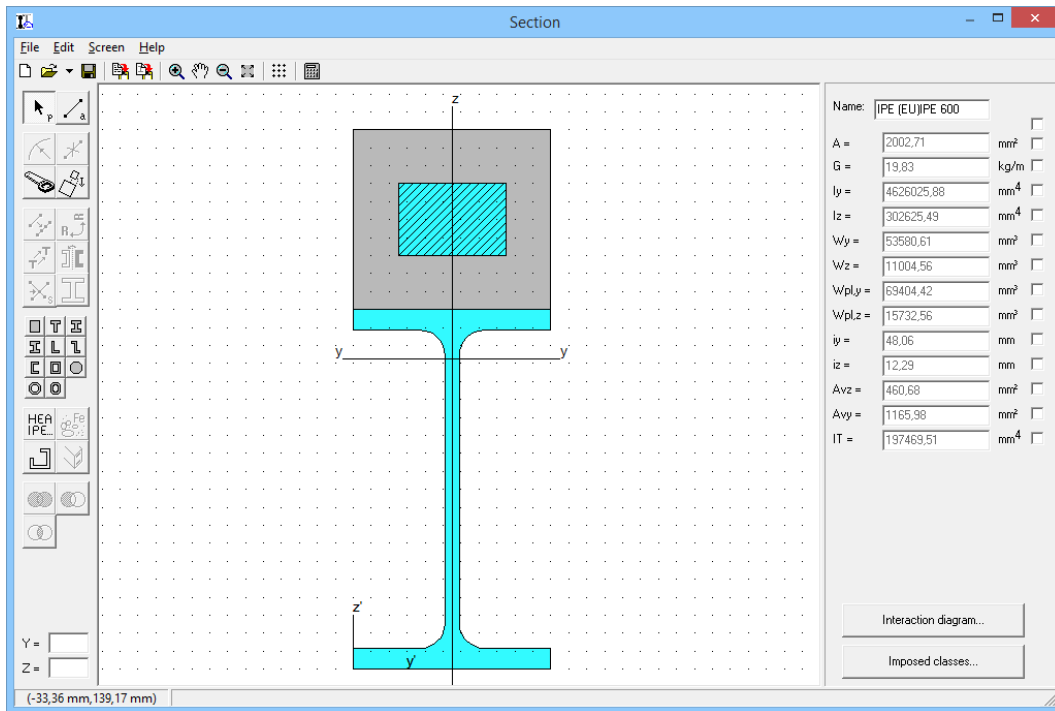 Section
File Edit Screen Help
p a
R
T
S
HEA
IPE... Fe
Y =
Z =
z
y y
z'
y'
Name: IPE (EU)IPE 600
A = 2002,71 mm²
G = 19,83 kg/m
Iy = 4626025,88 mm4
Iz = 302625,49 mm4
Wy = 53580,61 mm³
Wz = 11004,56 mm³
Wpl,y = 69404,42 mm³
Wpl,z = 15732,56 mm³
iy = 48,06 mm
iz = 12,29 mm
Avz = 460,68 mm²
Avy = 1165,98 mm²
IT = 197469,51 mm4
Interaction diagram...
Imposed classes...
(-33,36 mm,139,17 mm)